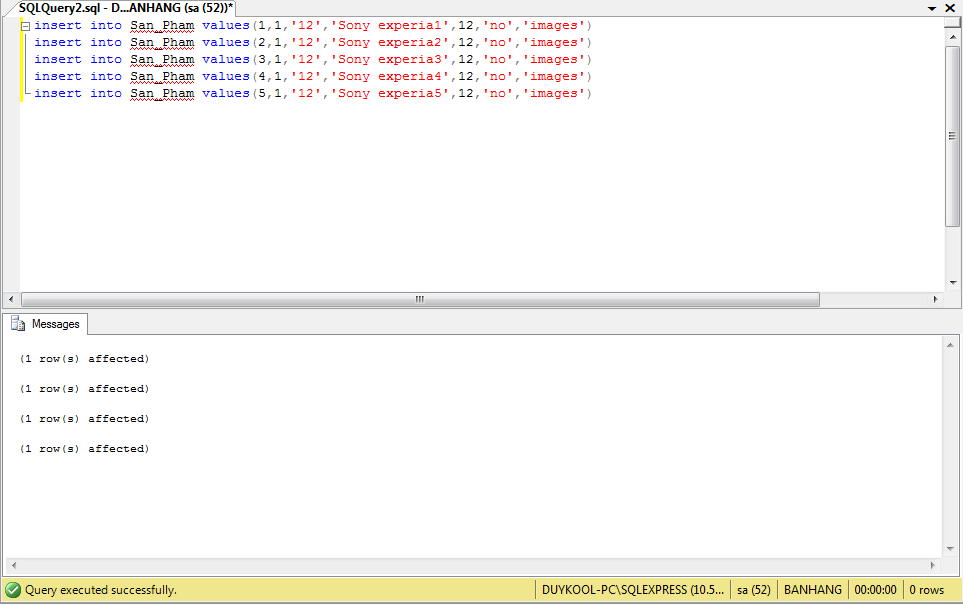 SQLQuery2.sql - D...ANHANG (sa (52))*
insert into San_Pham values(1,1,'12','Sony experia1',12,'no','images')
insert into San_Pham values(2,1,'12','Sony experia2',12,'no','images')
insert into San_Pham values(3,1,'12','Sony experia3',12,'no','images')
insert into San_Pham values(4,1,'12','Sony experia4',12,'no','images')
insert into San_Pham values(5,1,'12','Sony experia5',12,'no','images')
Messages
(1 row(s) affected)
(1 row(s) affected)
(1 row(s) affected)
(1 row(s) affected)
Query executed successfully. DUYKOOL-PC\SQLEXPRESS (10.5... sa (52) BANHANG 00:00:00 0 rows